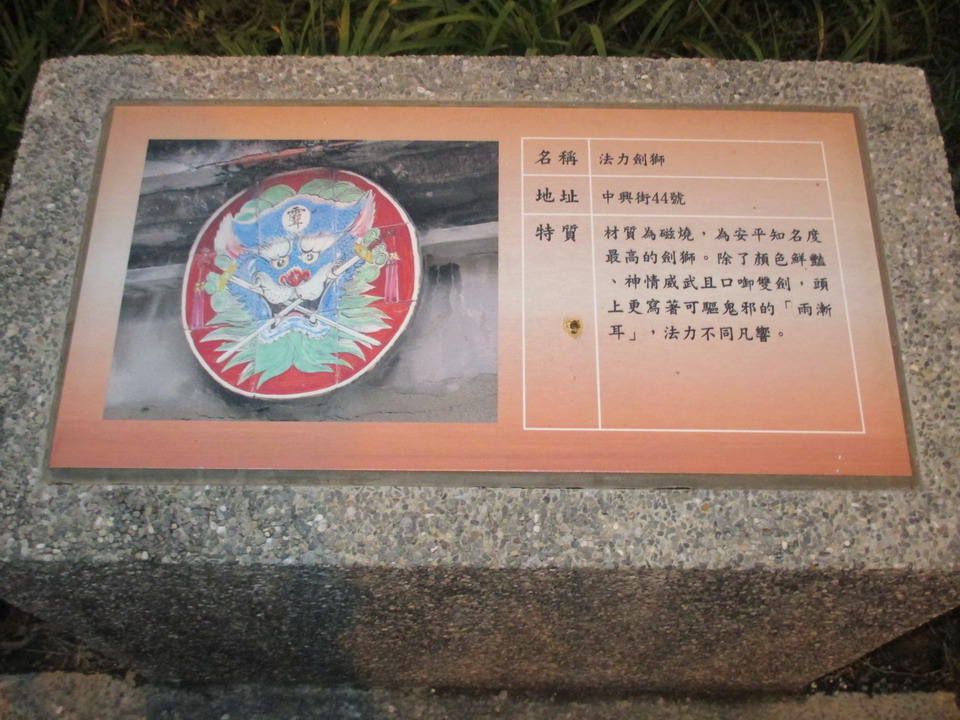 名稱 法力劍獅
地址 中興街44號
特質 材質為磁燒，為安平知名度
最高的劍獅。除了顏色鮮豔
、神情威武且口啣雙劍，頭
上更寫著可驅鬼邪的「雨漸
耳」，法力不同凡響。